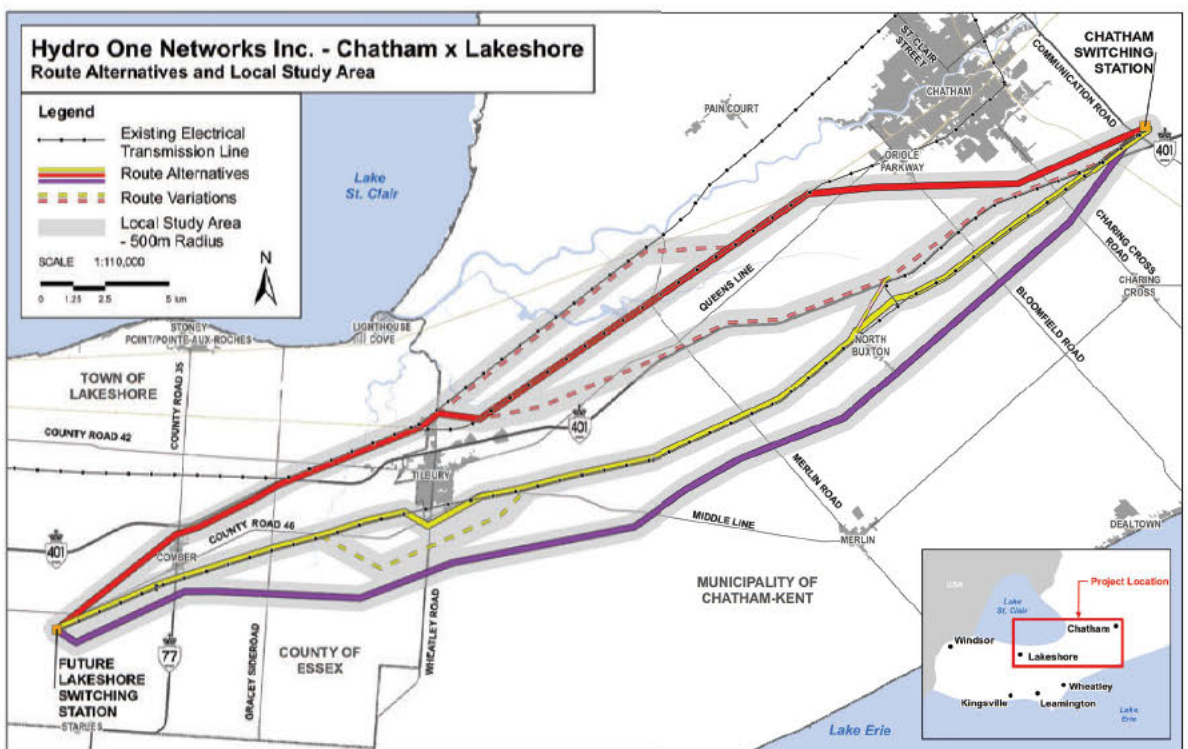 Hydro One Networks Inc. - Chatham x Lakeshore
Route Alternatives and Local Study Area
Legend
Existing Electrical
Transmission Line
Route Alternatives
Route Variations
Local Study Area
- 500m Radius
SCALE 1:110,000
N
0 1.25 2.5 5 km
Lake
St. Clair
ST. CLAIR
STREET
CHATHAM
SWITCHING
STATION
COMMUNICATION ROAD
CHATHAM
PAIN COURT
ORIOLE
PARKWAY
401
CHARING CROSS
ROAD
CHARING
CROSS
QUEENS LINE
BLOOMFIELD ROAD
LIGHTHOUSE
COVE
STONEY
POINT/POINTE-AUX-ROCHES
TOWN OF
LAKESHORE
COUNTY ROAD 35
NORTH
BUXTON
COUNTY ROAD 42
401
TILBURY
MERLIN ROAD
COUNTY ROAD 46
MIDDLE LINE
MERLIN
DEALTOWN
401
COMBER
MUNICIPALITY OF
CHATHAM-KENT
WHEATLEY ROAD
COUNTY OF
ESSEX
GRACEY SIDEROAD
77
FUTURE
LAKESHORE
SWITCHING
STATION
STAPLES
Lake Erie
USA
Project Location
Lake
St. Clair
Chatham
Windsor
Lakeshore
Wheatley
Kingsville
Leamington
Lake
Erie